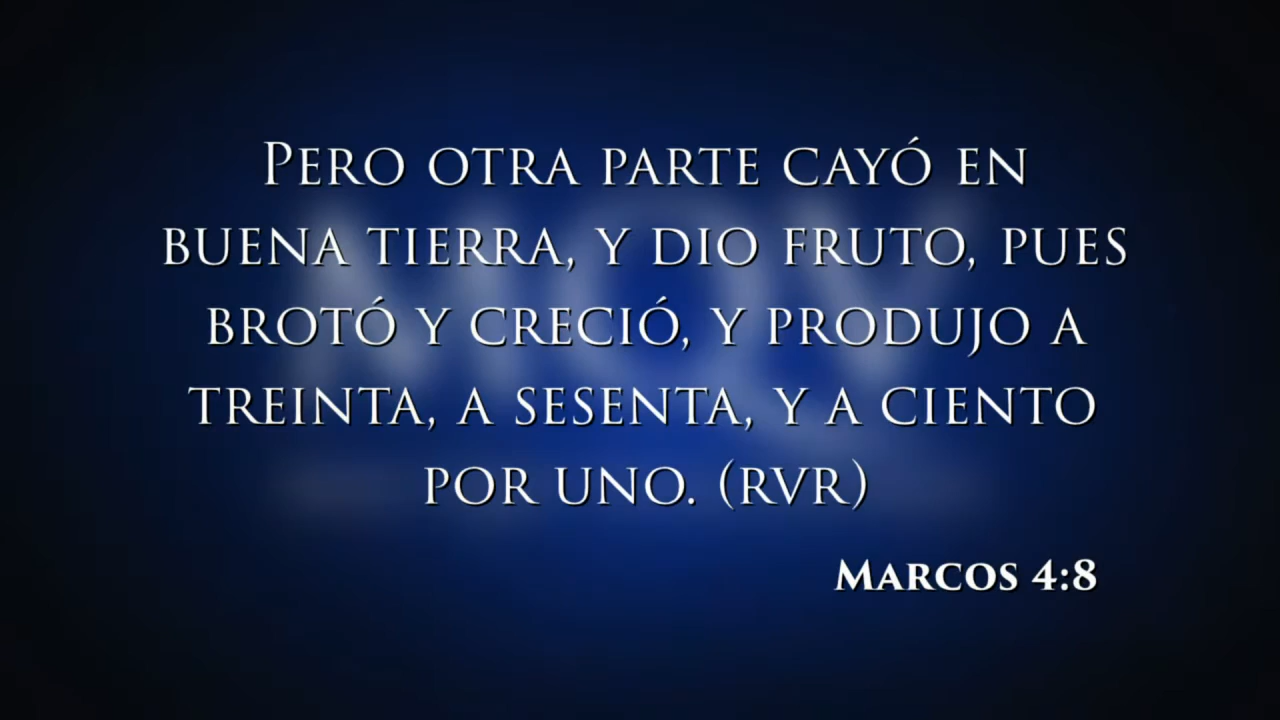 Pero otra parte cayó en
buena tierra, y dio fruto, pues
brotó y creció, y produjo a
treinta, a sesenta, y a ciento
por uno. (rvr)
Marcos 4:8